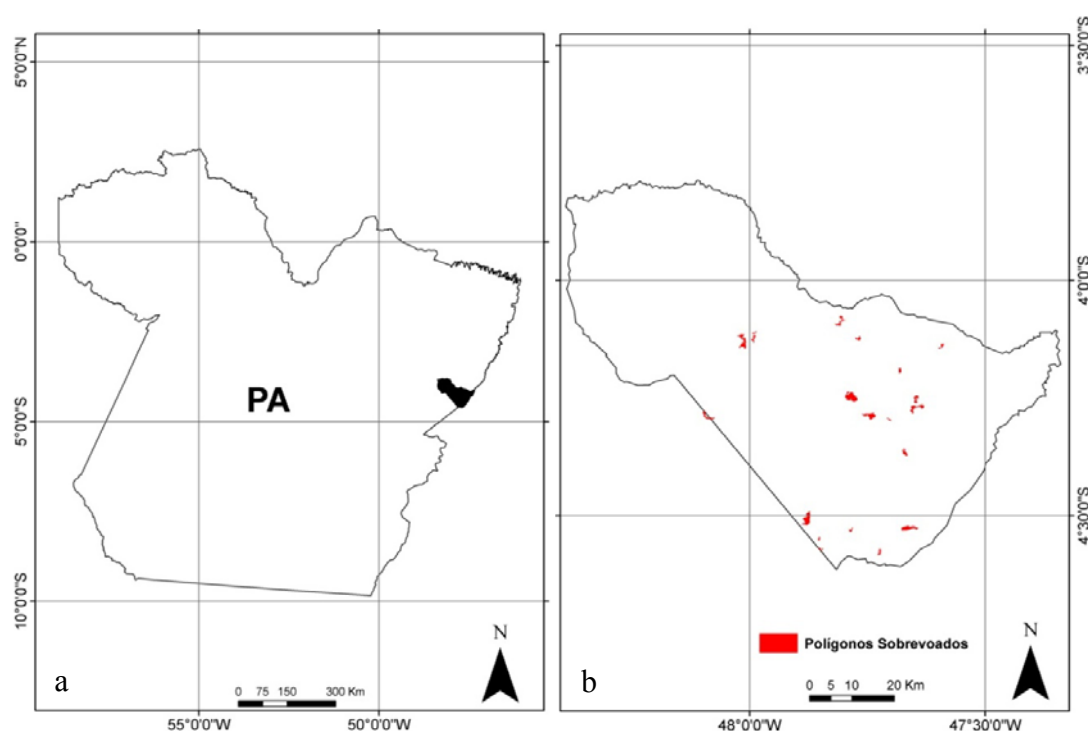 5°0'0"N
0°0'0"
5°0'0"S
10°0'0"S
PA
N
a
0 75 150 300 Km
55°0'0"W 50°0'0"W
3°30'0"S
4°0'0"S
4°30'0"S
Polígonos Sobrevoados
N
b
0 5 10 20 Km
48°0'0"W 47°30'0"W